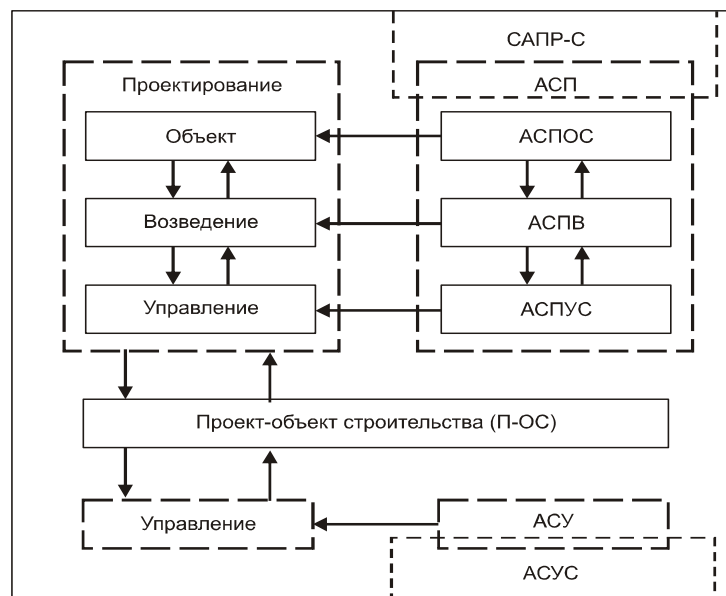 САПР-С
Проектирование
АСП
Объект
АСПОС
Возведение
АСПВ
Управление
АСПУС
Проект-объект строительства (П-ОС)
Управление
АСУ
АСУС